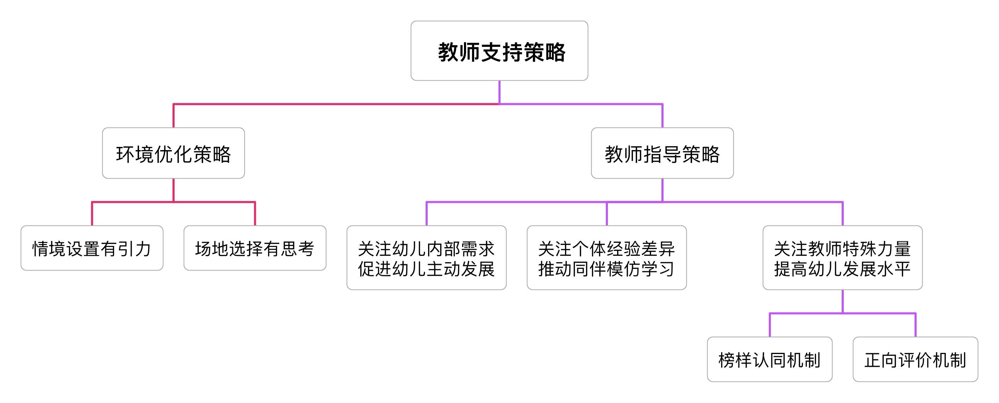 教师支持策略
环境优化策略
教师指导策略
情境设置有引力
场地选择有思考
关注幼儿内部需求
促进幼儿主动发展
关注个体经验差异
推动同伴模仿学习
关注教师特殊力量
提高幼儿发展水平
榜样认同机制
正向评价机制